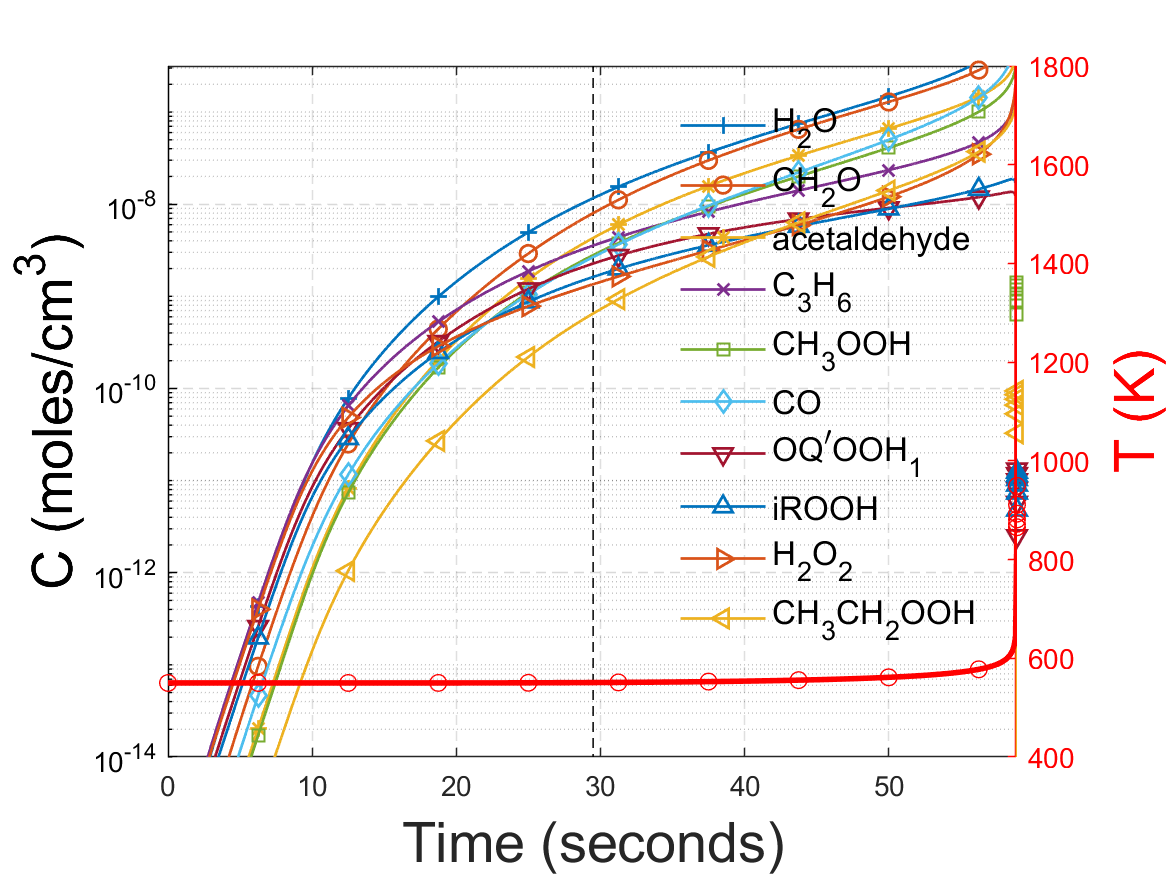 1800
1600
1400
1200
1000
800
600
400
T (K)
10⁻⁸
10⁻¹⁰
10⁻¹²
10⁻¹⁴
C (moles/cm³)
H₂O
CH₂O
acetaldehyde
C₃H₆
CH₃OOH
CO
OQ′OOH₁
iROOH
H₂O₂
CH₃CH₂OOH
0 10 20 30 40 50
Time (seconds)